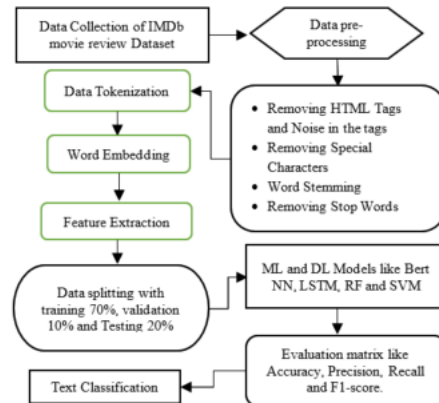 Data Collection of IMDb
movie review Dataset
Data pre-
processing
• Removing HTML Tags
and Noise in the tags
• Removing Special
Characters
• Word Stemming
• Removing Stop Words
Data Tokenization
Word Embedding
Feature Extraction
Data splitting with
training 70%, validation
10% and Testing 20%
ML and DL Models like Bert
NN, LSTM, RF and SVM
Evaluation matrix like
Accuracy, Precision, Recall
and F1-score.
Text Classification